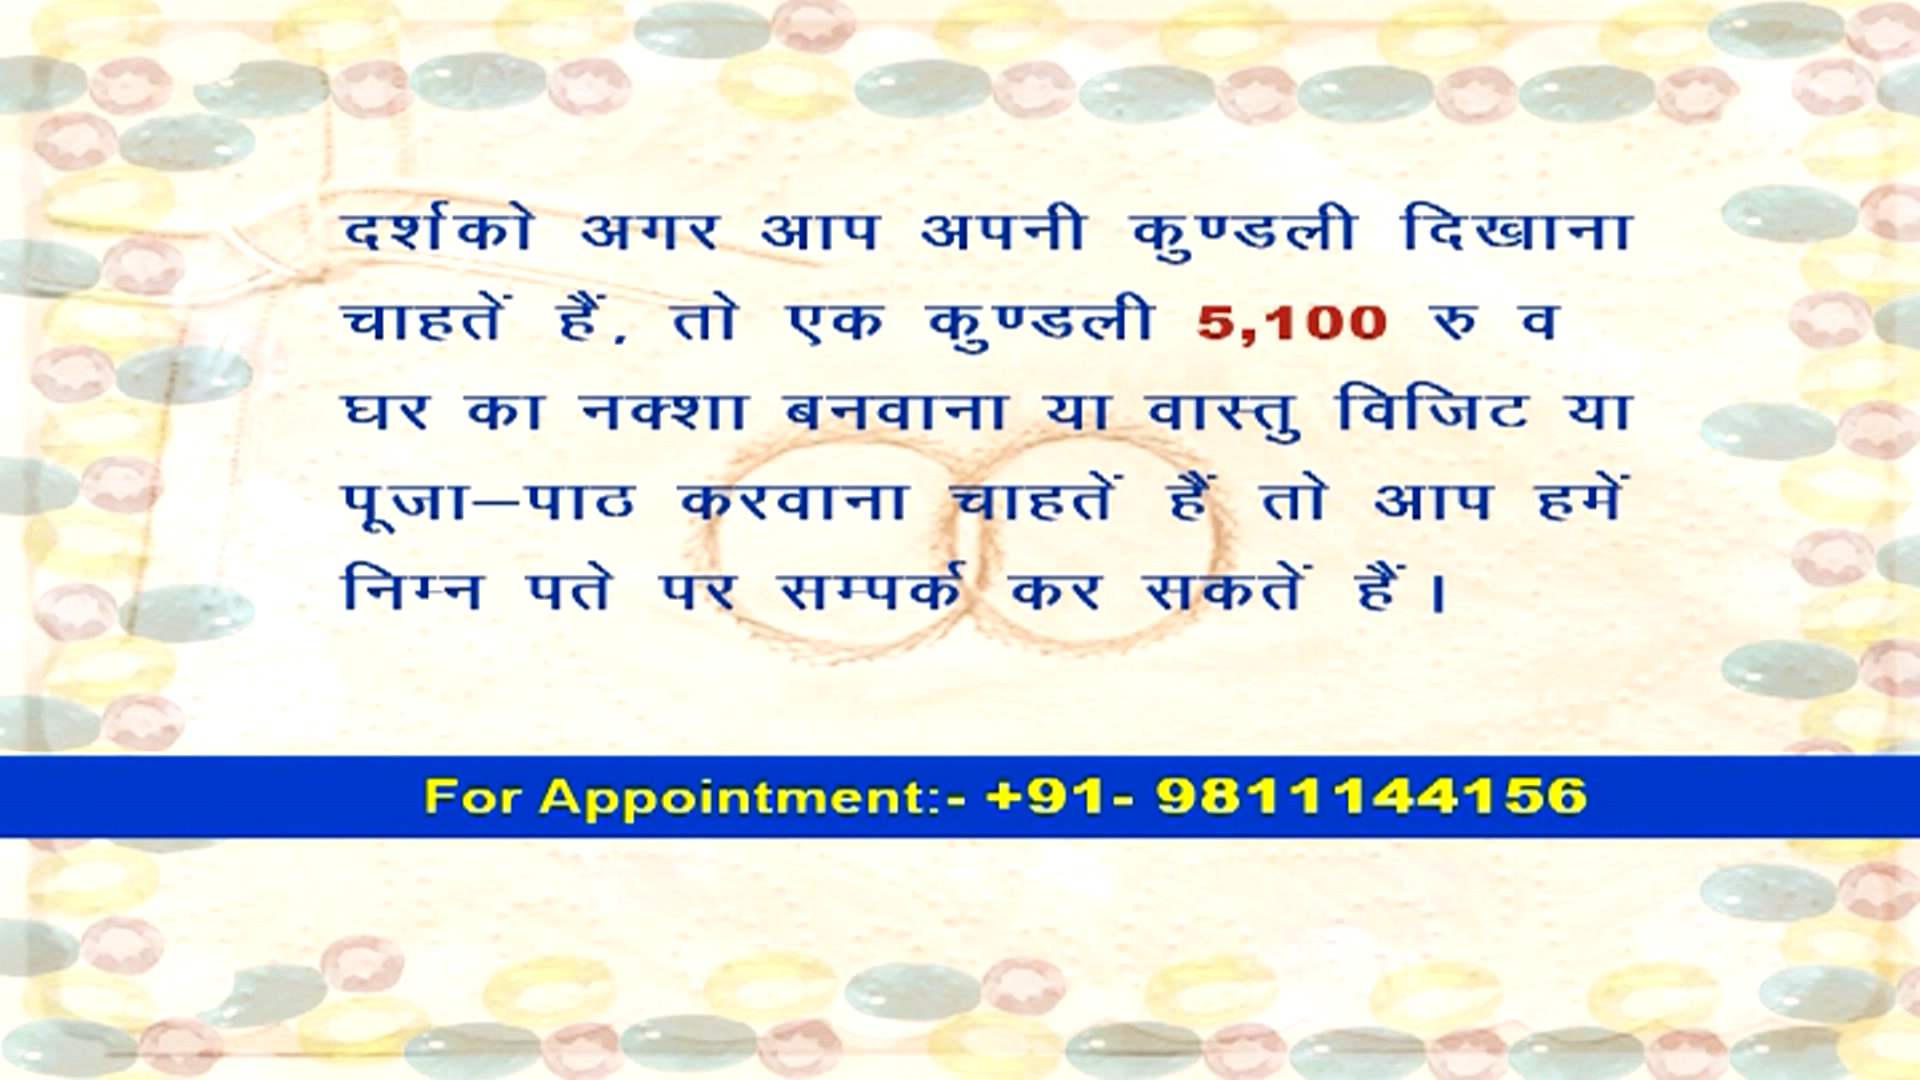 दर्शको अगर आप अपनी कुण्डली दिखाना
चाहतें हैं, तो एक कुण्डली 5,100 रु व
घर का नक्शा बनवाना या वास्तु विजिट या
पूजा–पाठ करवाना चाहतें हैं तो आप हमें
निम्न पते पर सम्पर्क कर सकतें हैं।
For Appointment:- +91- 9811144156